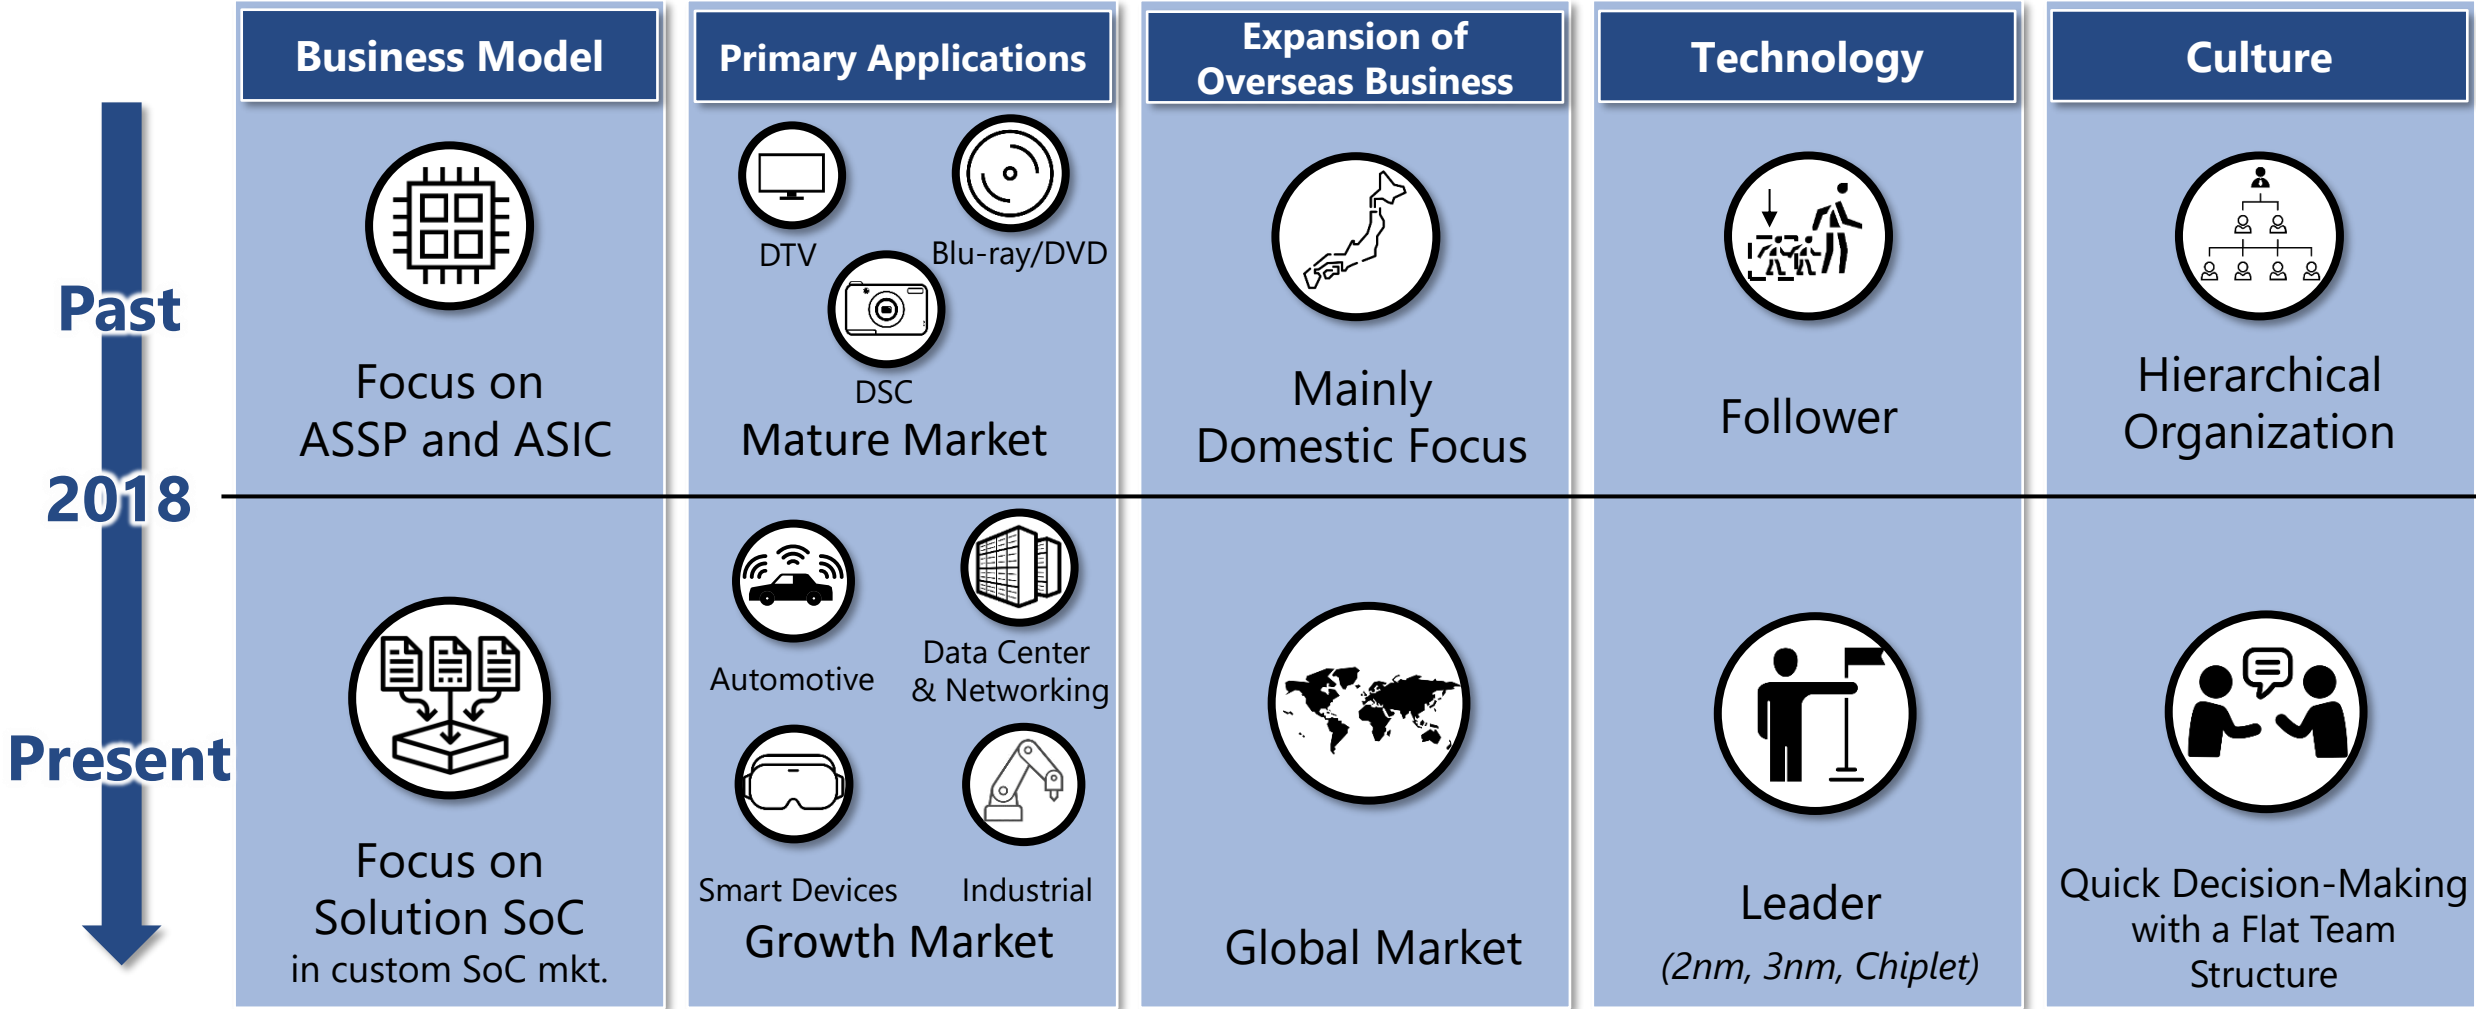 Business Model
Primary Applications
Expansion of
Overseas Business
Technology
Culture
Past
DTV
Blu-ray/DVD
DSC
Focus on
ASSP and ASIC
Mature Market
Mainly
Domestic Focus
Follower
Hierarchical
Organization
2018
Present
Automotive
Data Center
& Networking
Smart Devices
Industrial
Focus on
Solution SoC
in custom SoC mkt.
Growth Market
Global Market
Leader
(2nm, 3nm, Chiplet)
Quick Decision-Making
with a Flat Team
Structure